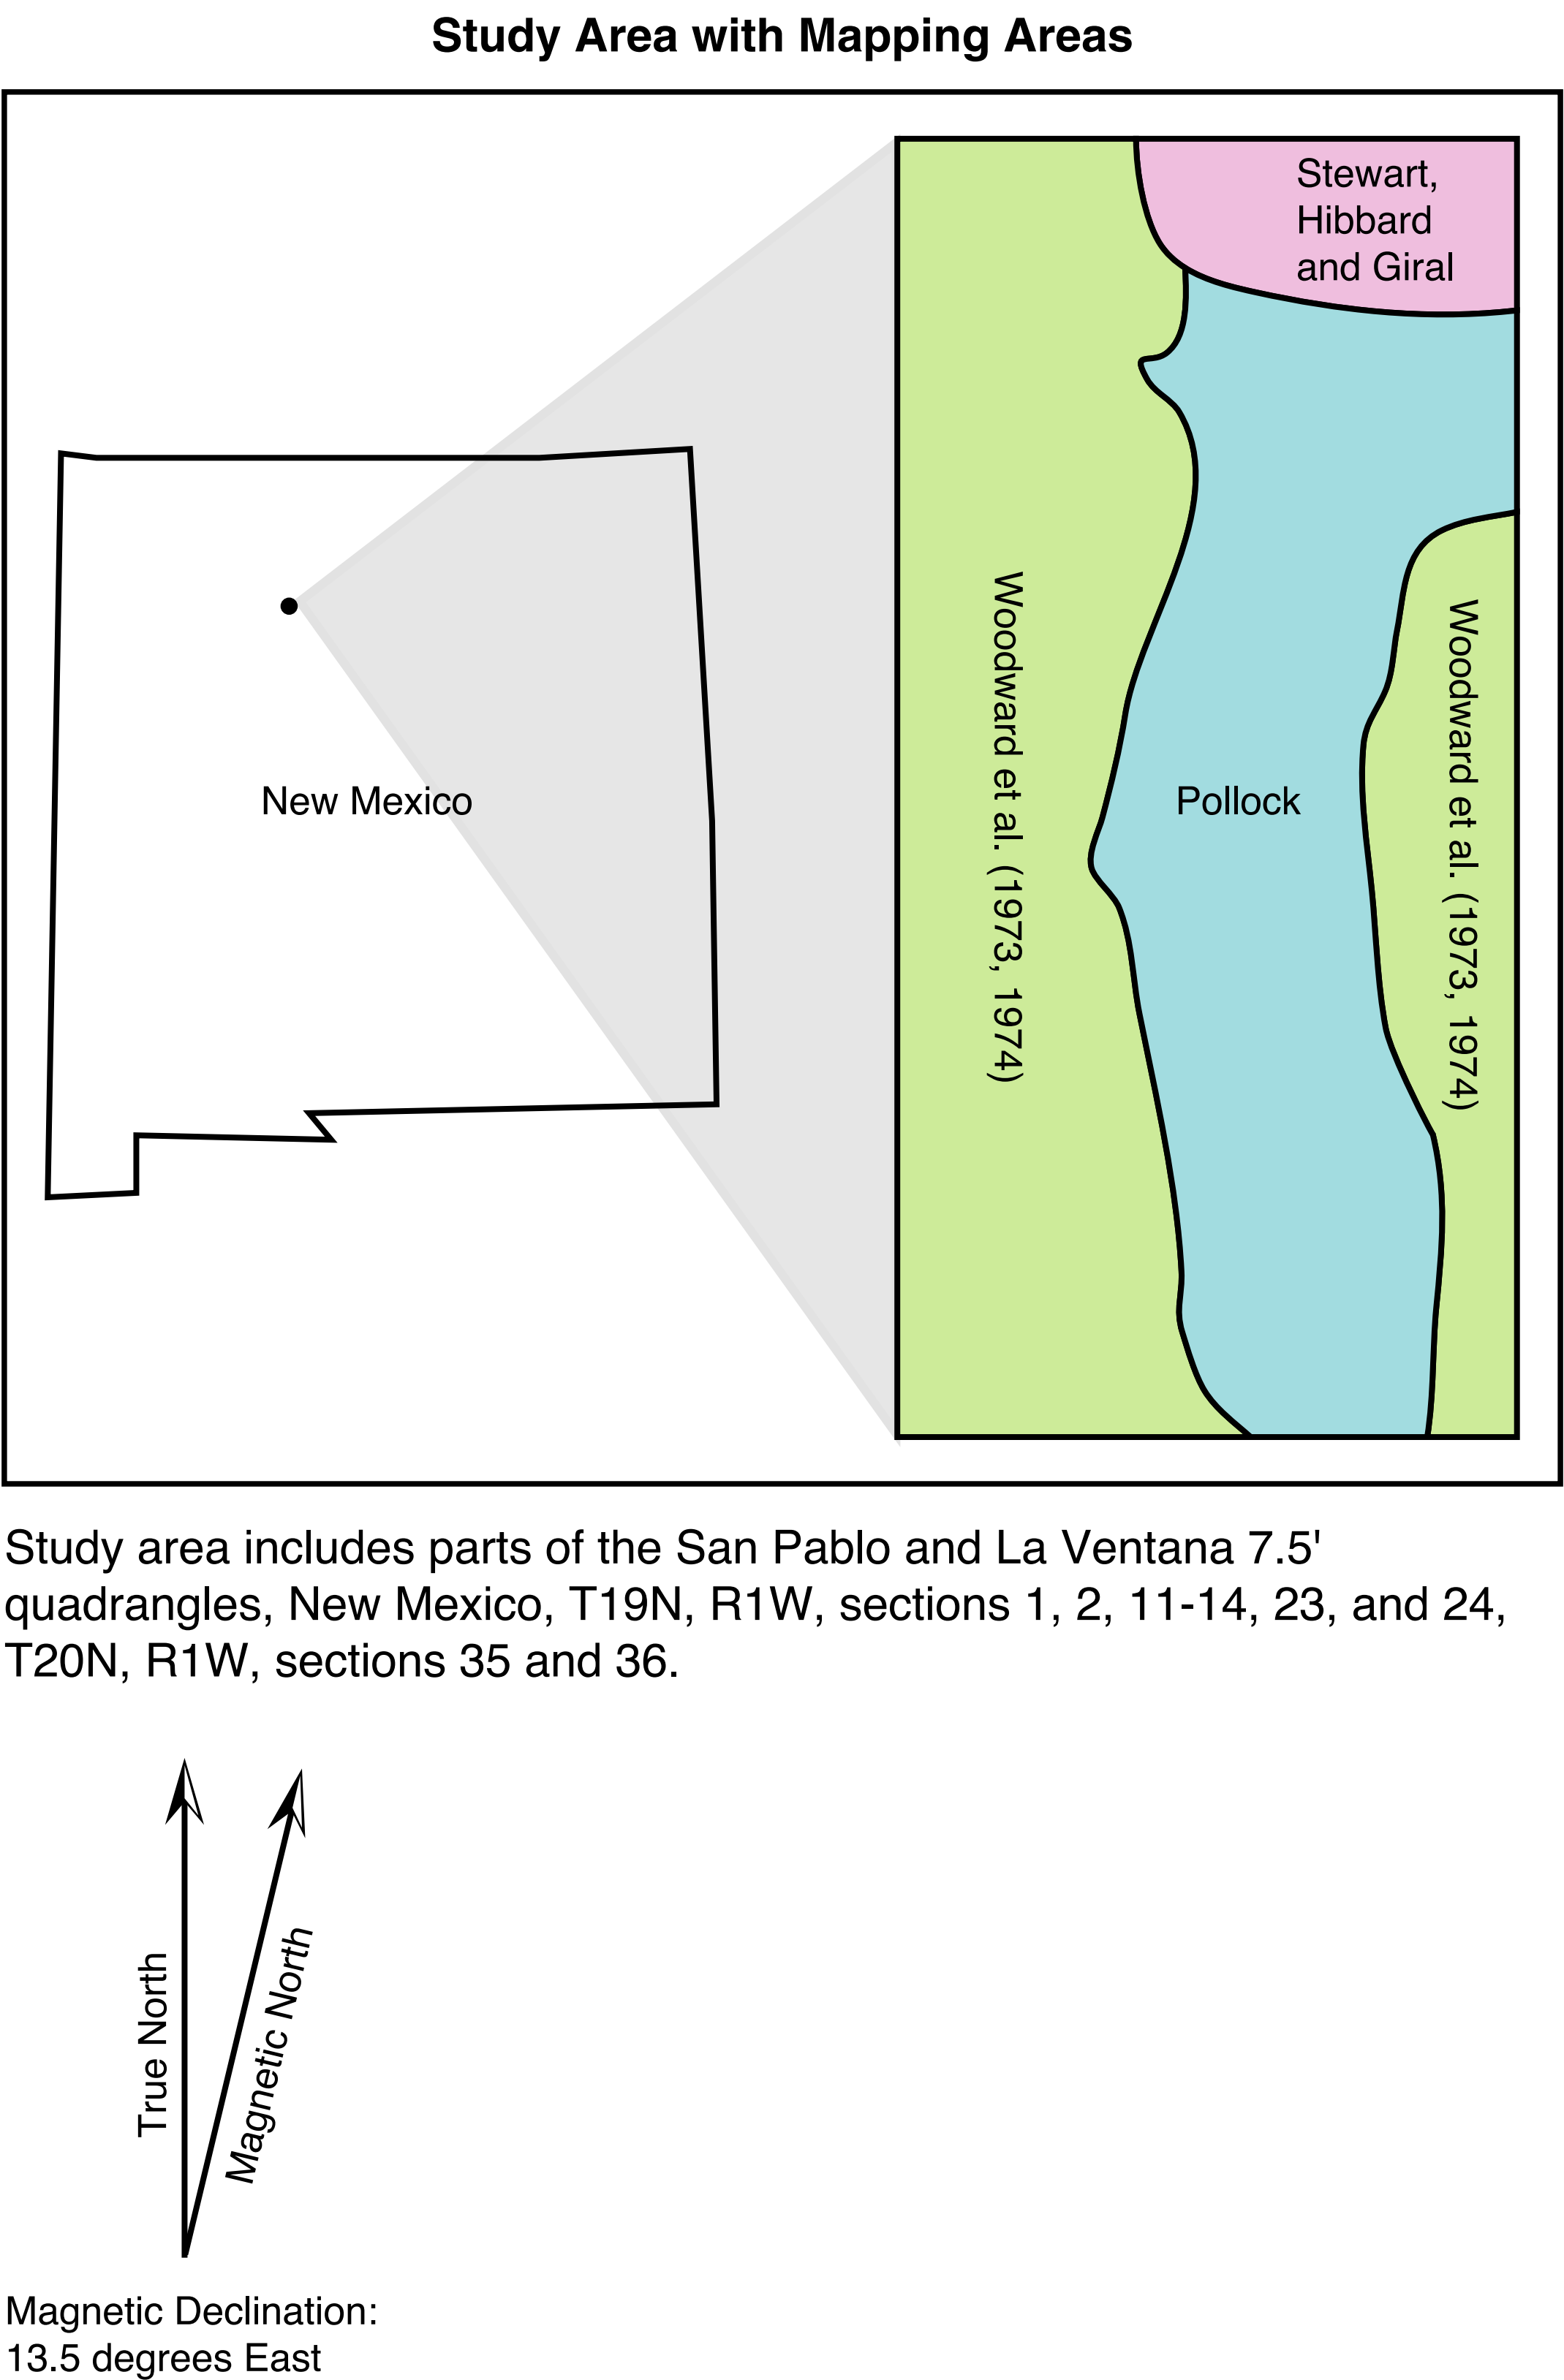 Study Area with Mapping Areas
Stewart,
Hibbard
and Giral
Woodward et al. (1973, 1974)
Woodward et al. (1973, 1974)
New Mexico
Pollock
Study area includes parts of the San Pablo and La Ventana 7.5'
quadrangles, New Mexico, T19N, R1W, sections 1, 2, 11-14, 23, and 24,
T20N, R1W, sections 35 and 36.
True North
Magnetic North
Magnetic Declination:
13.5 degrees East